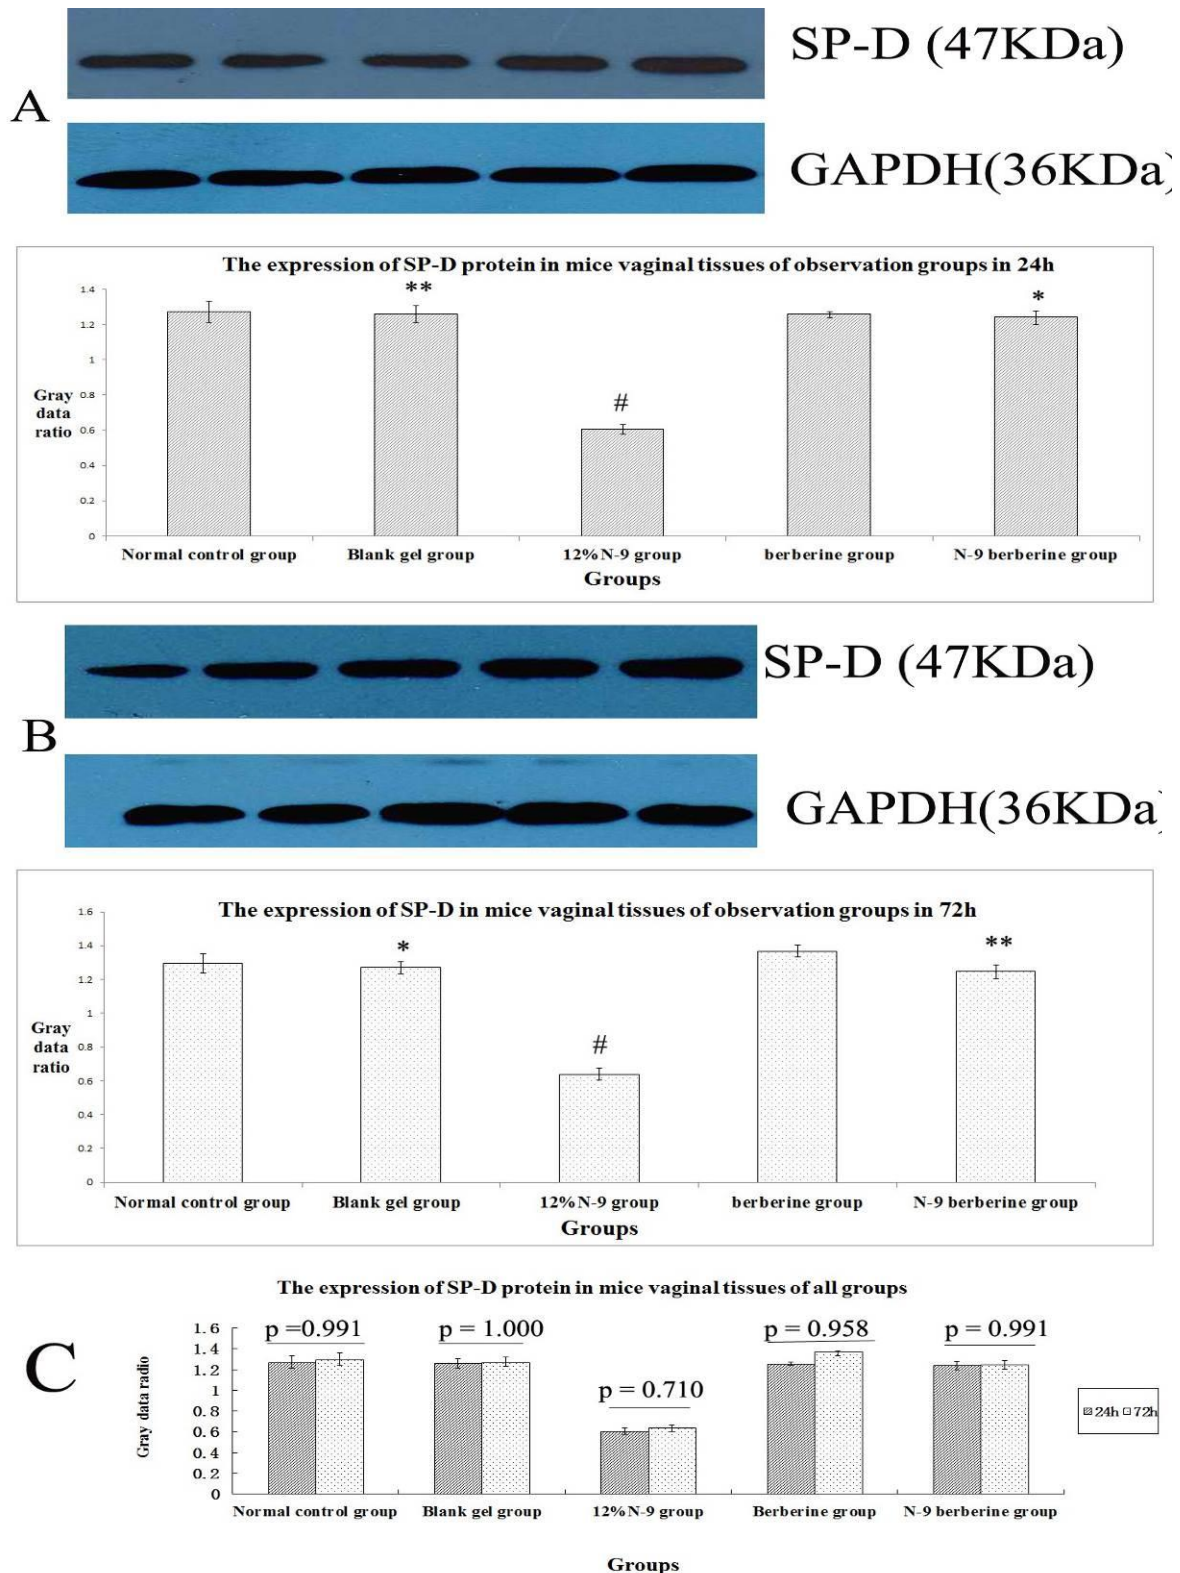 SP-D (47KDa)
A
GAPDH(36KDa)
The expression of SP-D protein in mice vaginal tissues of observation groups in 24h
1.4
1.2
1
0.8
0.6
0.4
0.2
0
Gray
data
ratio
**
#
*
Normal control group
Blank gel group
12%N-9 group
berberine group
N-9 berberine group
Groups
SP-D (47KDa)
B
GAPDH(36KDa)
The expression of SP-D in mice vaginal tissues of observation groups in 72h
1.6
1.4
1.2
1
0.8
0.6
0.4
0.2
0
Gray
data
ratio
*
#
**
Normal control group
Blank gel group
12%N-9 group
berberine group
N-9 berberine group
Groups
The expression of SP-D protein in mice vaginal tissues of all groups
C
Gray data radio
1.6
1.4
1.2
1
0.8
0.6
0.4
0.2
0
p =0.991
p = 1.000
p = 0.710
p = 0.958
p = 0.991
24h 72h
Normal control group
Blank gel group
12%N-9 group
Berberine group
N-9 berberine group
Groups